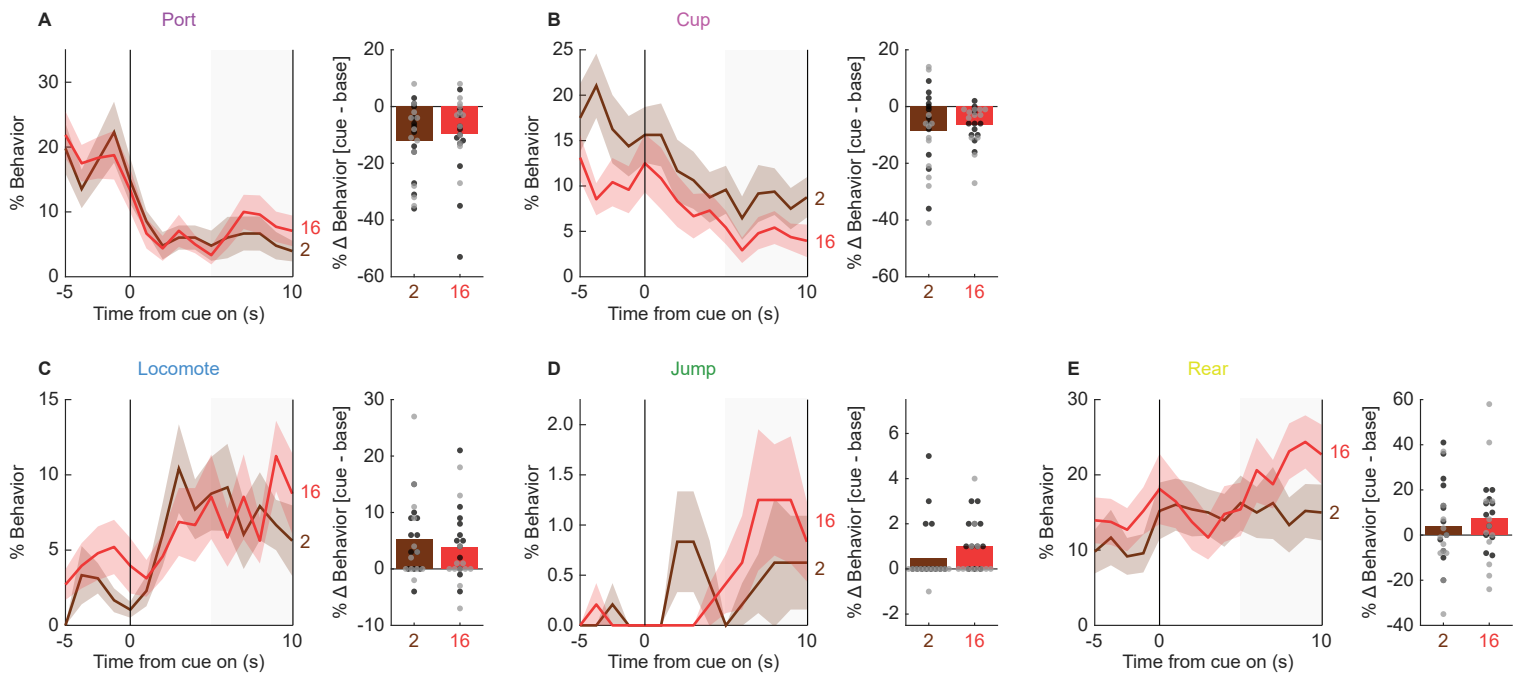 A Port
% Behavior
30
20
10
0
-5 0 10
Time from cue on (s)
16
2
% Δ Behavior [cue - base]
20
0
-20
-40
-60
2 16
B Cup
% Behavior
25
20
15
10
5
0
-5 0 10
Time from cue on (s)
2
16
% Δ Behavior [cue - base]
20
0
-20
-40
-60
2 16
C Locomote
% Behavior
15
10
5
0
-5 0 10
Time from cue on (s)
16
2
% Δ Behavior [cue - base]
30
20
10
0
-10
2 16
D Jump
% Behavior
2.0
1.5
1.0
0.5
0.0
-5 0 10
Time from cue on (s)
16
2
% Δ Behavior [cue - base]
6
4
2
0
-2
2 16
E Rear
% Behavior
30
20
10
0
-5 0 10
Time from cue on (s)
16
2
% Δ Behavior [cue - base]
60
40
20
0
-20
-40
2 16